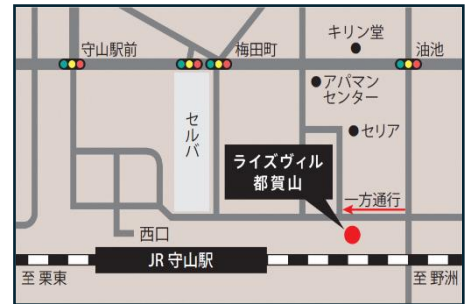 キリン堂
守山駅前
梅田町
油池
アパマン
センター
セルバ
セリア
ライズヴィル
都賀山
一方通行
西口
JR 守山駅
至 栗東
至 野洲